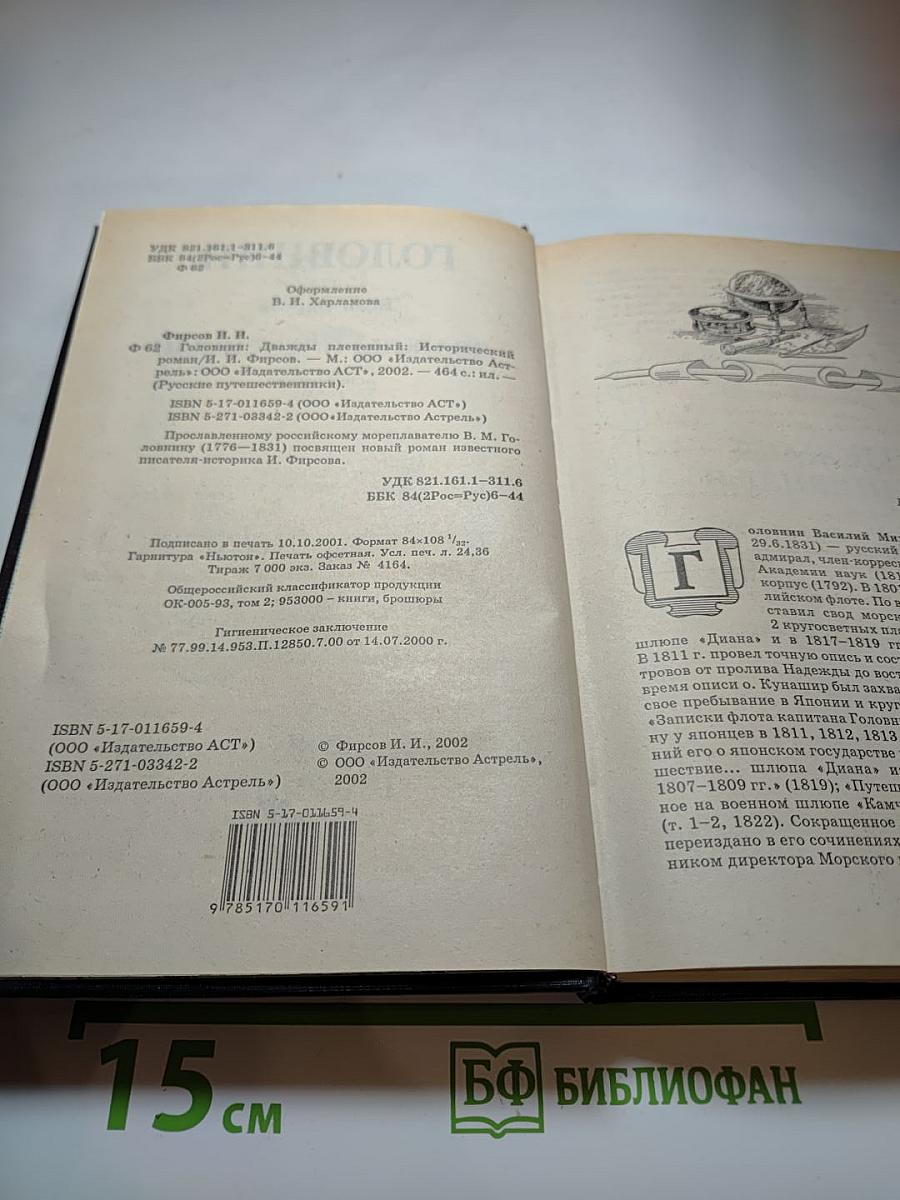 УДК 821.161.1–311.6
ББК 84(2Рос=Рус)6–44
Ф 62
Оформление
В. И. Харламова
Фирсов И. И.
Ф 62 Головнин: Дважды плененный: Исторический
роман/И. И. Фирсов. — М.: ООО «Издательство Аст-
рель»: ООО «Издательство АСТ», 2002. — 464 с.: ил. —
(Русские путешественники).
ISBN 5-17-011659-4 (ООО «Издательство АСТ»)
ISBN 5-271-03342-2 (ООО«Издательство Астрель»)
Прославленному российскому мореплавателю В. М. Го-
ловнину (1776—1831) посвящен новый роман известного
писателя-историка И. Фирсова.
УДК 821.161.1–311.6
ББК 84(2Рос=Рус)6–44
Подписано в печать 10.10.2001. Формат 84×108 1/32.
Гарнитура «Ньютон». Печать офсетная. Усл. печ. л. 24,36
Тираж 7 000 экз. Заказ № 4164.
Общероссийский классификатор продукции
ОК-005-93, том 2; 953000 – книги, брошюры
Гигиеническое заключение
№ 77.99.14.953.П.12850.7.00 от 14.07.2000 г.
ISBN 5-17-011659-4
(ООО «Издательство АСТ»)
ISBN 5-271-03342-2
(ООО «Издательство Астрель»)
© Фирсов И. И., 2002
© ООО «Издательство Астрель»,
2002
ISBN 5-17-011659-4
9 785170 116591
Г
оловнин Василий Ми
29.6.1831) — русский
адмирал, член-коррес
Академии наук (181
корпус (1792). В 180
лийском флоте. По в
ставил свод морск
2 кругосветных пла
шлюпе «Диана» и в 1817–1819 гг
В 1811 г. провел точную опись и сост
тровов от пролива Надежды до вост
время описи о. Кунашир был захва
свое пребывание в Японии и круг
«Записки флота капитана Головн
ну у японцев в 1811, 1812, 1813
ний его о японском государстве
шествие... шлюпа «Диана» и
1807–1809 гг.» (1819); «Путеш
ное на военном шлюпе «Камч
(т. 1–2, 1822). Сокращенное
переиздано в его сочинениях
ником директора Морского
15 см
БФ БИБЛИОФАН